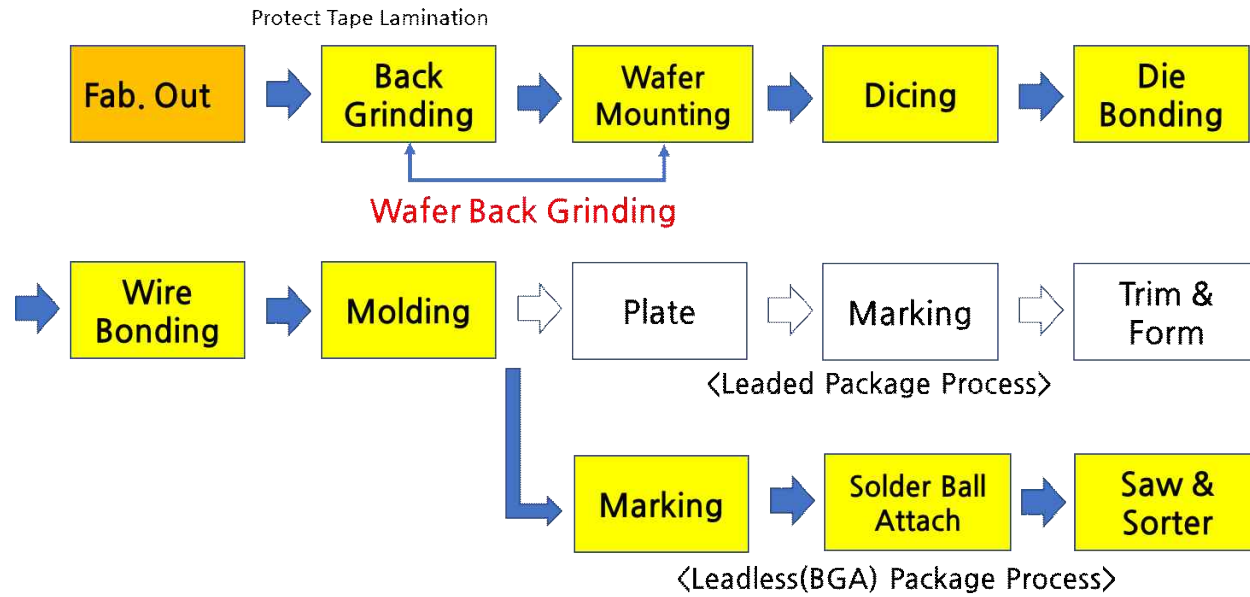 Protect Tape Lamination
Fab. Out
Back
Grinding
Wafer
Mounting
Dicing
Die
Bonding
Wafer Back Grinding
Wire
Bonding
Molding
Plate
Marking
Trim &
Form
<Leaded Package Process>
Marking
Solder Ball
Attach
Saw &
Sorter
<Leadless(BGA) Package Process>